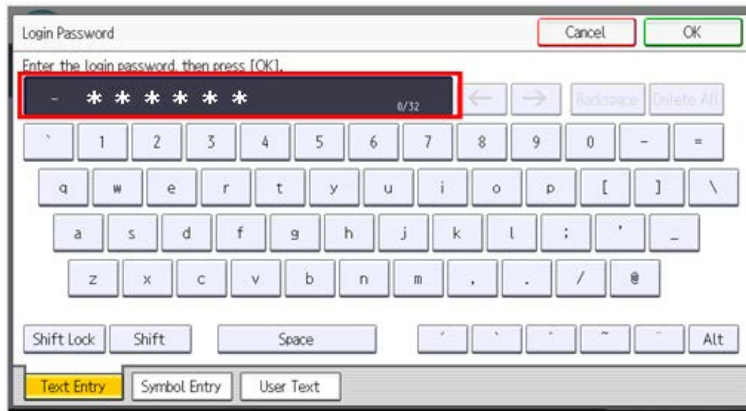 Login Password Cancel OK
Enter the login password, then press [OK].
- ****** 0/32 ← → Backspace Delete All
` 1 2 3 4 5 6 7 8 9 0 - =
q w e r t y u i o p [ ] \
a s d f g h j k l ; ' _
z x c v b n m , . / @
Shift Lock Shift Space ´ ` ^ ~ ¨ Alt
Text Entry Symbol Entry User Text